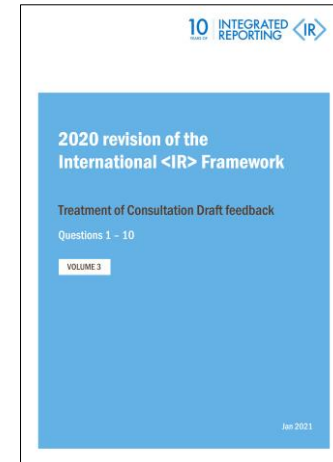 10 INTEGRATED <IR>
YEARS OF REPORTING
2020 revision of the
International <IR> Framework
Treatment of Consultation Draft feedback
Questions 1 – 10
VOLUME 3
Jan 2021